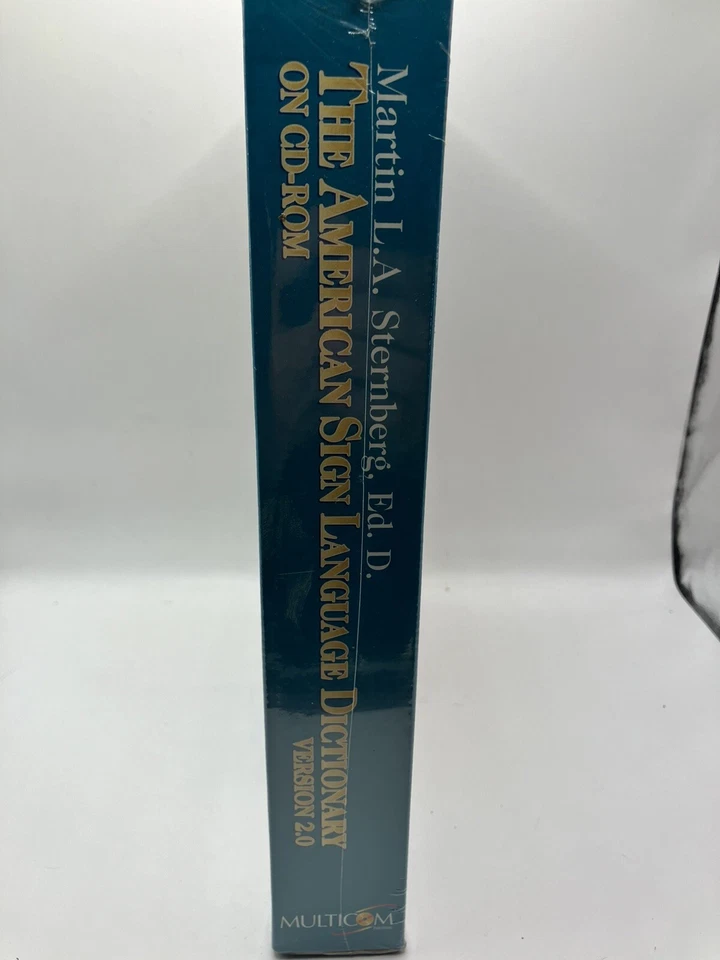 Martin L.A. Sternberg, Ed. D.
THE AMERICAN SIGN LANGUAGE DICTIONARY
ON CD-ROM
VERSION 2.0
MULTICOM